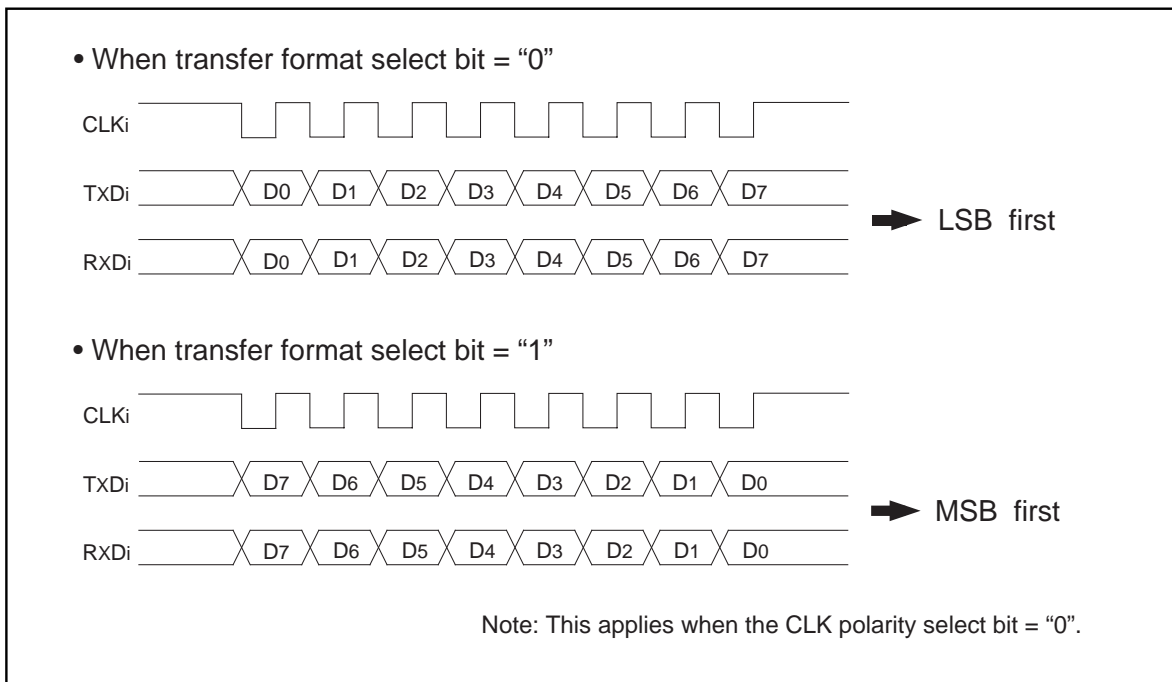 • When transfer format select bit = “0”
CLKi
TXDi D0 D1 D2 D3 D4 D5 D6 D7
LSB first
RXDi D0 D1 D2 D3 D4 D5 D6 D7
• When transfer format select bit = “1”
CLKi
TXDi D7 D6 D5 D4 D3 D2 D1 D0
MSB first
RXDi D7 D6 D5 D4 D3 D2 D1 D0
Note: This applies when the CLK polarity select bit = “0”.